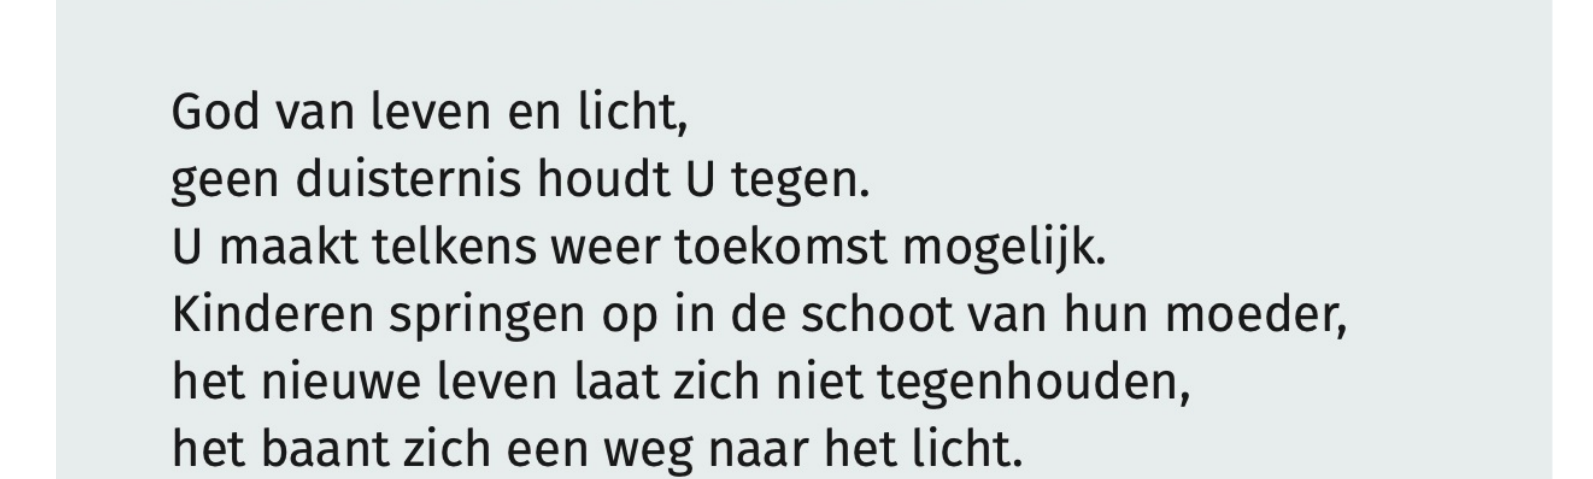 God van leven en licht,
geen duisternis houdt U tegen.
U maakt telkens weer toekomst mogelijk.
Kinderen springen op in de schoot van hun moeder,
het nieuwe leven laat zich niet tegenhouden,
het baant zich een weg naar het licht.